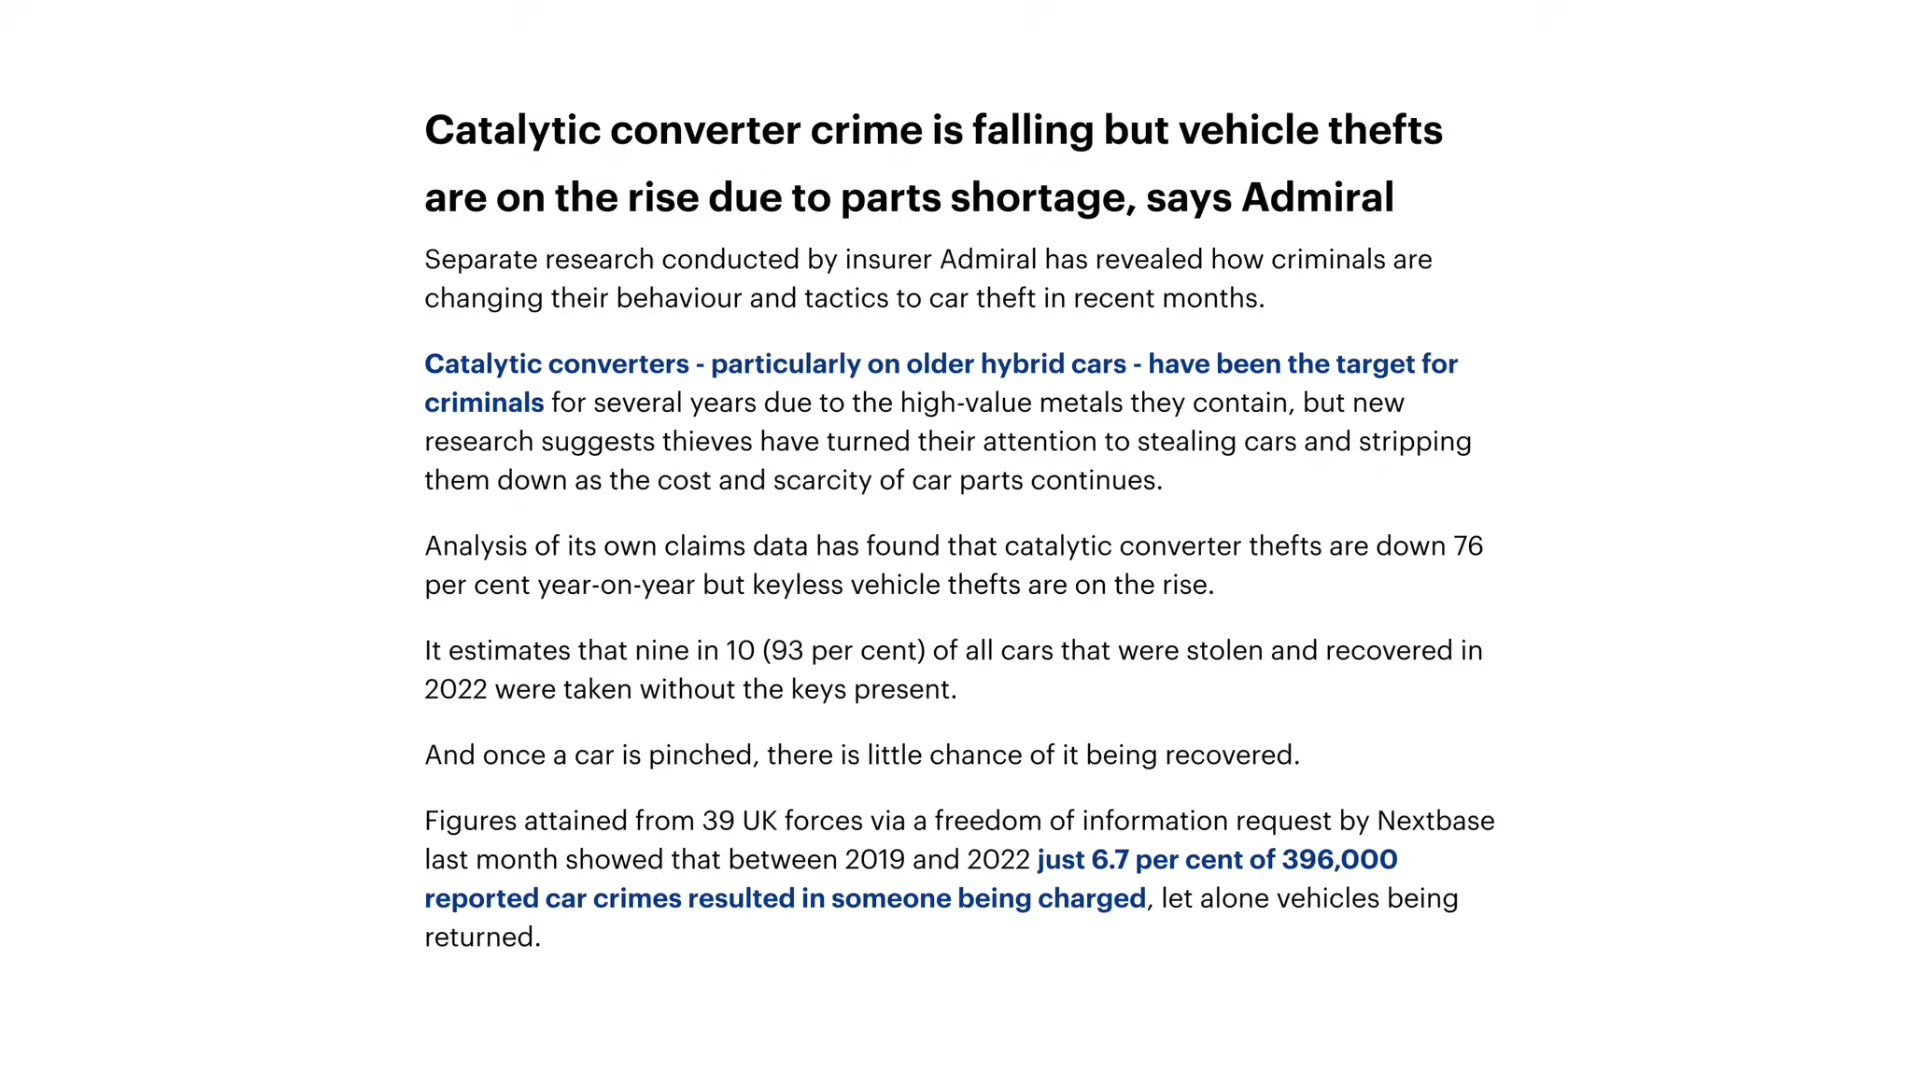 Catalytic converter crime is falling but vehicle thefts
are on the rise due to parts shortage, says Admiral
Separate research conducted by insurer Admiral has revealed how criminals are
changing their behaviour and tactics to car theft in recent months.
Catalytic converters - particularly on older hybrid cars - have been the target for
criminals for several years due to the high-value metals they contain, but new
research suggests thieves have turned their attention to stealing cars and stripping
them down as the cost and scarcity of car parts continues.
Analysis of its own claims data has found that catalytic converter thefts are down 76
per cent year-on-year but keyless vehicle thefts are on the rise.
It estimates that nine in 10 (93 per cent) of all cars that were stolen and recovered in
2022 were taken without the keys present.
And once a car is pinched, there is little chance of it being recovered.
Figures attained from 39 UK forces via a freedom of information request by Nextbase
last month showed that between 2019 and 2022 just 6.7 per cent of 396,000
reported car crimes resulted in someone being charged, let alone vehicles being
returned.